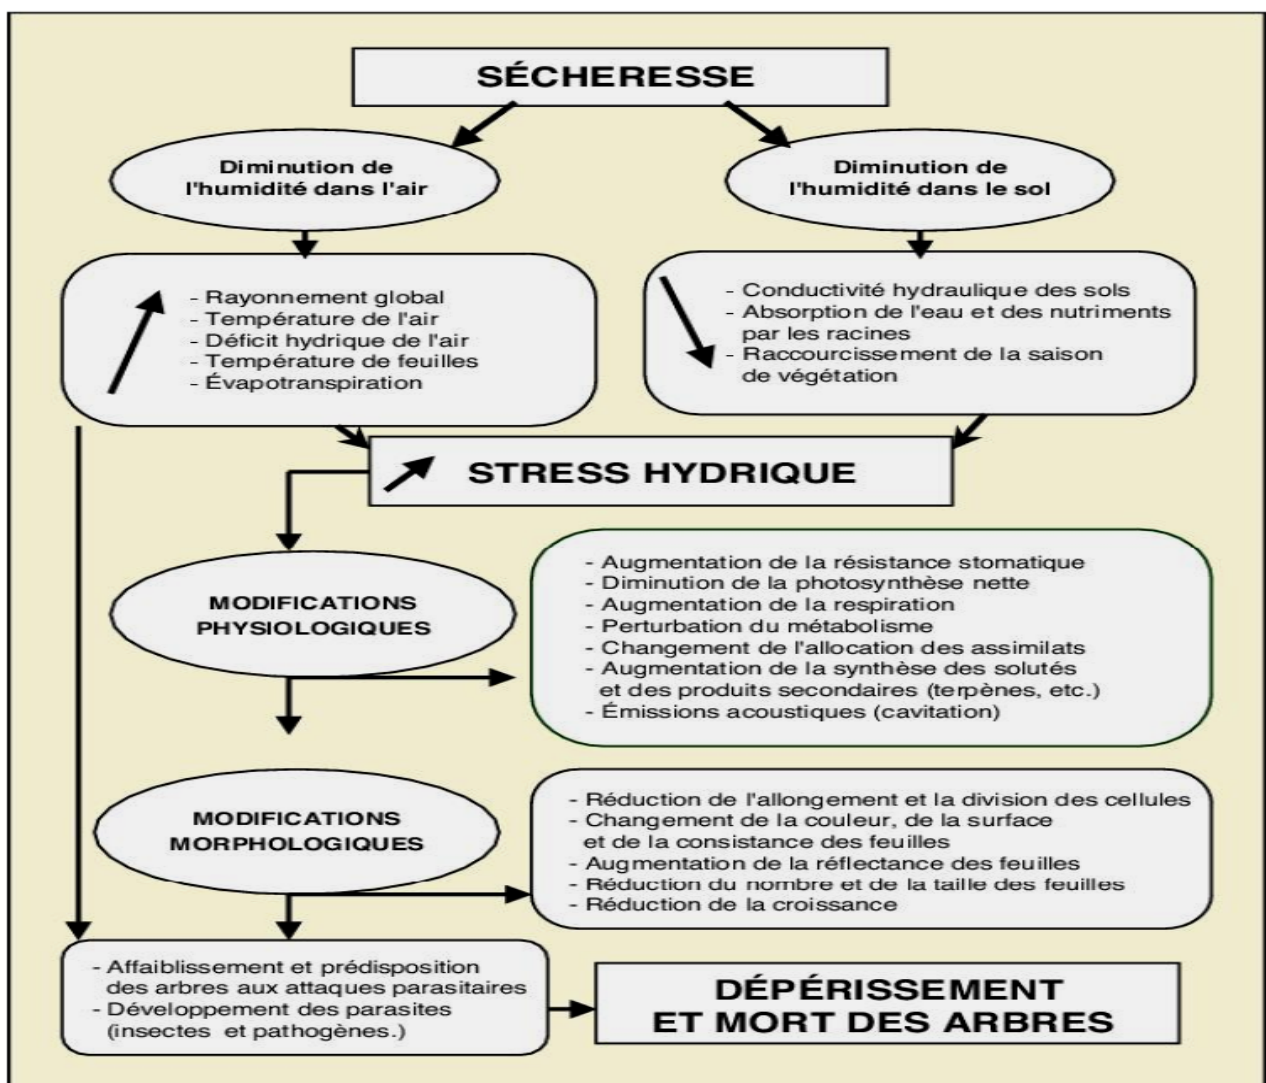 SÉCHERESSE
Diminution de
l'humidité dans l'air
Diminution de
l'humidité dans le sol
- Rayonnement global
- Température de l'air
- Déficit hydrique de l'air
- Température de feuilles
- Évapotranspiration
- Conductivité hydraulique des sols
- Absorption de l'eau et des nutriments
par les racines
- Raccourcissement de la saison
de végétation
STRESS HYDRIQUE
MODIFICATIONS
PHYSIOLOGIQUES
- Augmentation de la résistance stomatique
- Diminution de la photosynthèse nette
- Augmentation de la respiration
- Perturbation du métabolisme
- Changement de l'allocation des assimilats
- Augmentation de la synthèse des solutés
et des produits secondaires (terpènes, etc.)
- Émissions acoustiques (cavitation)
MODIFICATIONS
MORPHOLOGIQUES
- Réduction de l'allongement et la division des cellules
- Changement de la couleur, de la surface
et de la consistance des feuilles
- Augmentation de la réflectance des feuilles
- Réduction du nombre et de la taille des feuilles
- Réduction de la croissance
- Affaiblissement et prédisposition
des arbres aux attaques parasitaires
- Développement des parasites
(insectes et pathogènes.)
DÉPÉRISSEMENT
ET MORT DES ARBRES